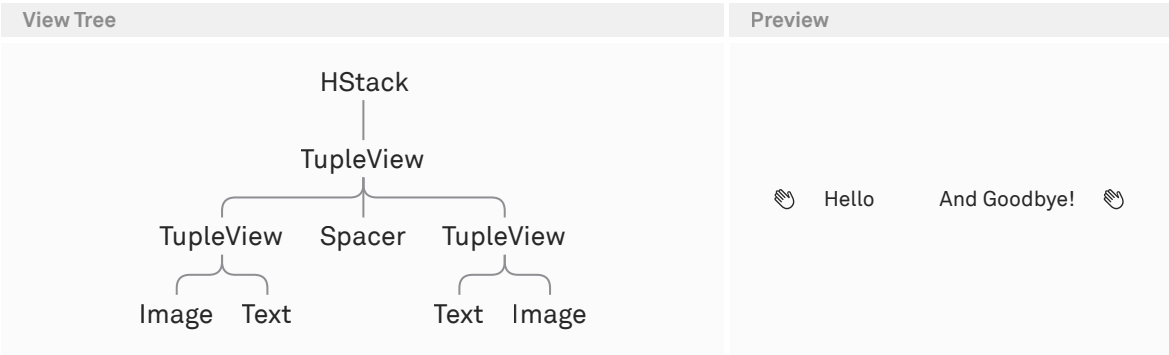 View Tree
Preview
HStack
TupleView
TupleView Spacer TupleView
Image Text Text Image
Hello And Goodbye!